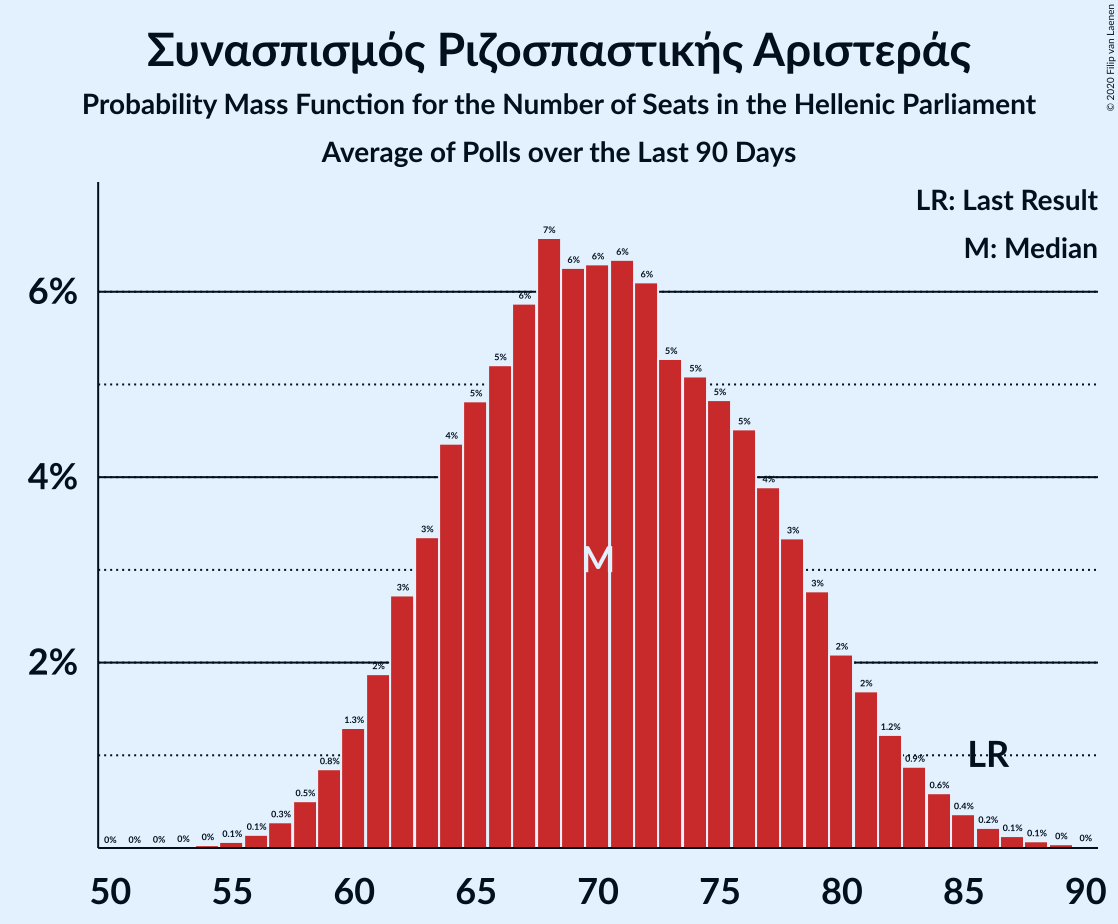 Συνασπισμός Ριζοσπαστικής Αριστεράς
Probability Mass Function for the Number of Seats in the Hellenic Parliament
Average of Polls over the Last 90 Days
© 2020 Filip van Laenen
LR: Last Result
M: Median
6%
4%
2%
0% 0% 0% 0% 0% 0.1% 0.1% 0.3% 0.5% 0.8% 1.3% 2% 3% 3% 4% 5% 5% 6% 7% 6% 6% 6% 6% 5% 5% 5% 5% 4% 3% 3% 2% 2% 1.2% 0.9% 0.6% 0.4% 0.2% 0.1% 0.1% 0% 0%
M
LR
50 55 60 65 70 75 80 85 90